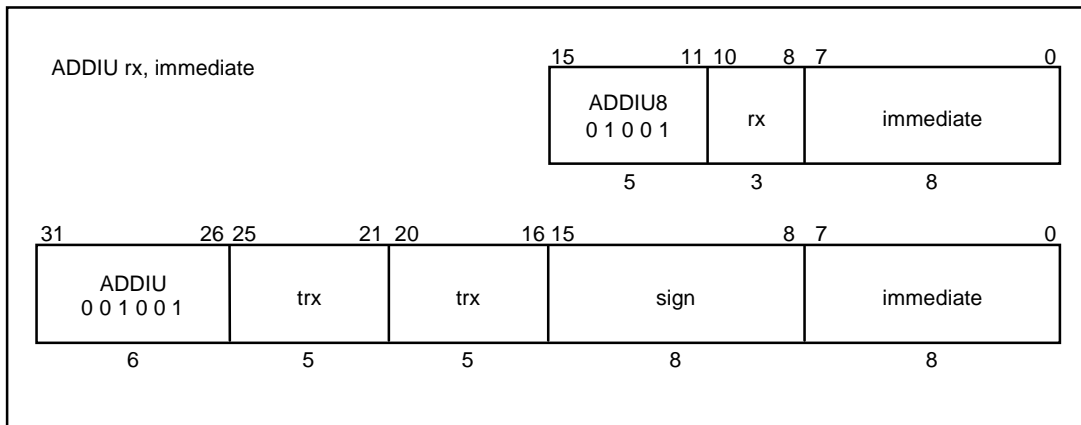 ADDIU rx, immediate
15 11 10 8 7 0
ADDIU8 rx immediate
0 1 0 0 1
5 3 8
31 26 25 21 20 16 15 8 7 0
ADDIU trx trx sign immediate
0 0 1 0 0 1
6 5 5 8 8